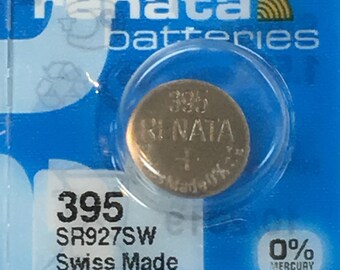 renata
batteries
395
RENATA
+
395
SR927SW
Swiss Made
0%
MERCURY